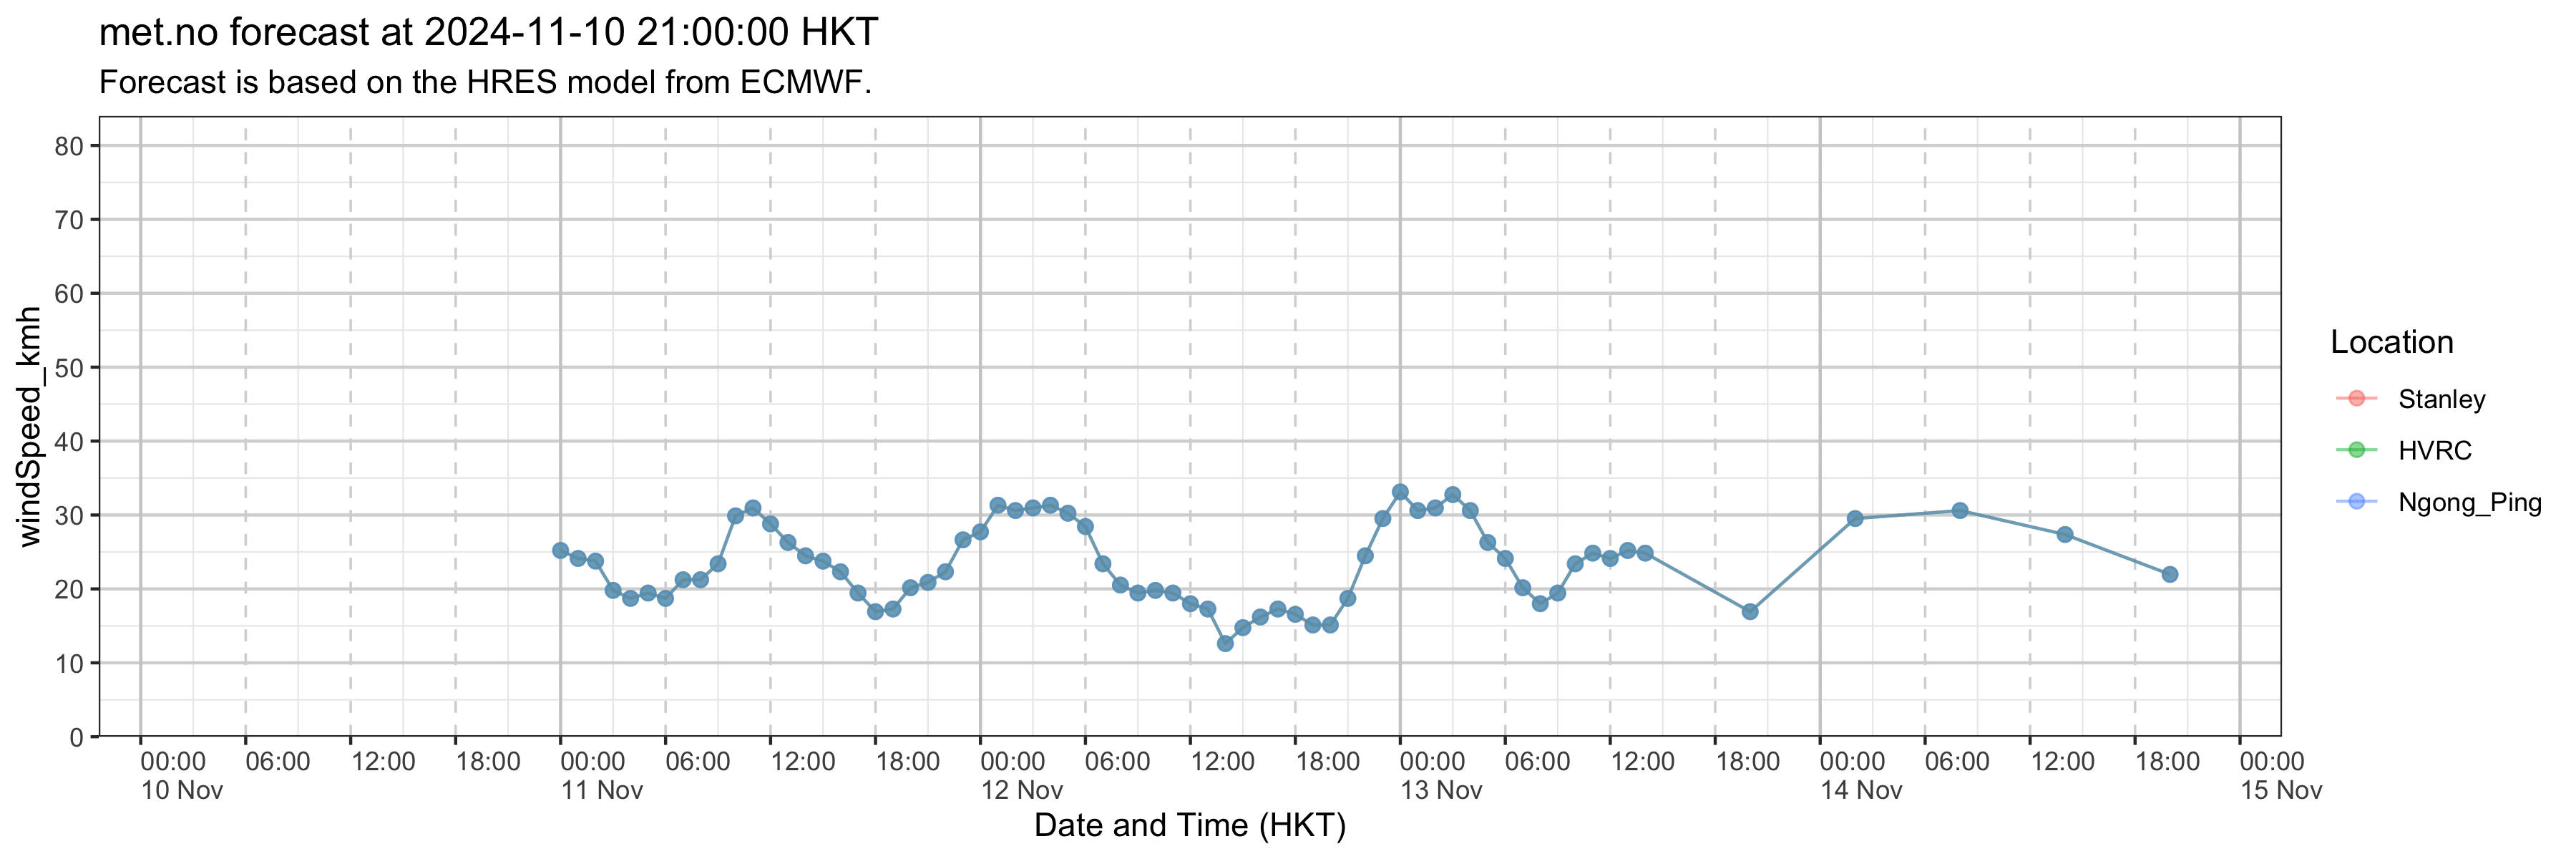 met.no forecast at 2024-11-10 21:00:00 HKT
Forecast is based on the HRES model from ECMWF.
windSpeed_kmh
80
70
60
50
40
30
20
10
0
00:00 06:00 12:00 18:00 00:00 06:00 12:00 18:00 00:00 06:00 12:00 18:00 00:00 06:00 12:00 18:00 00:00 06:00 12:00 18:00 00:00
10 Nov 11 Nov 12 Nov 13 Nov 14 Nov 15 Nov
Date and Time (HKT)
Location
Stanley
HVRC
Ngong_Ping